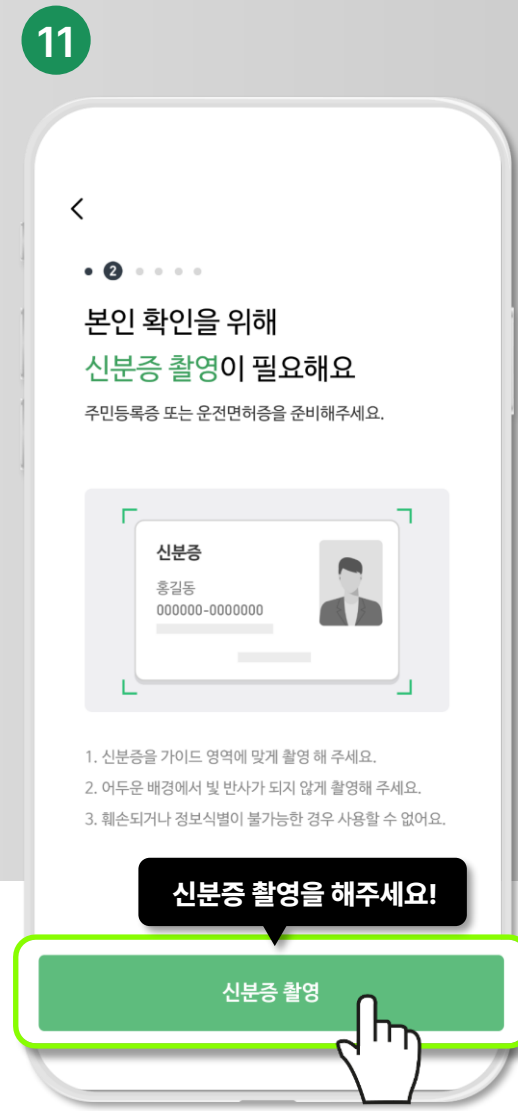 11
2
본인 확인을 위해
신분증 촬영이 필요해요
주민등록증 또는 운전면허증을 준비해주세요.
신분증
홍길동
000000-0000000
1. 신분증을 가이드 영역에 맞게 촬영 해 주세요.
2. 어두운 배경에서 빛 반사가 되지 않게 촬영해 주세요.
3. 훼손되거나 정보식별이 불가능한 경우 사용할 수 없어요.
신분증 촬영을 해주세요!
신분증 촬영